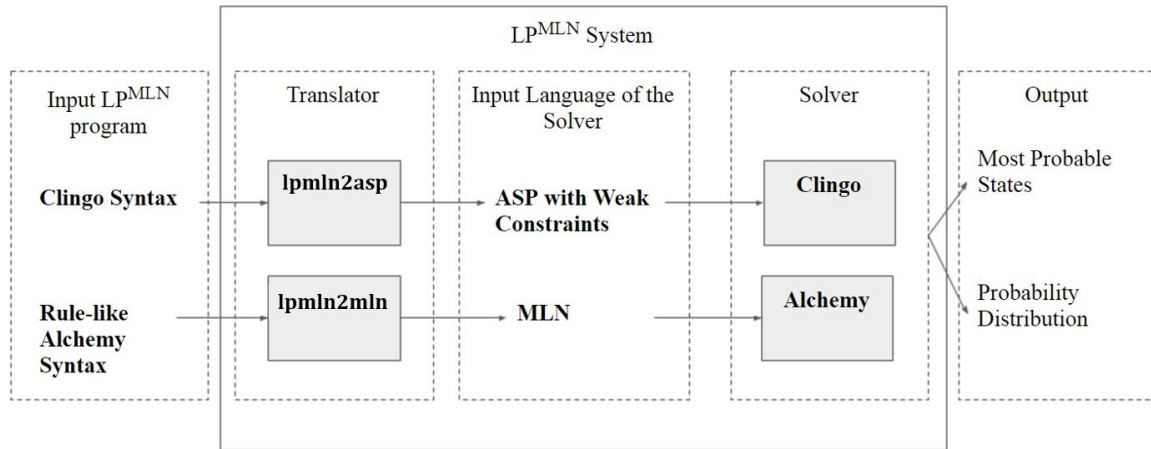 LP^MLN System
Input LP^MLN
program
Translator
Input Language of the
Solver
Solver
Output
Clingo Syntax
lpmln2asp
ASP with Weak
Constraints
Clingo
Most Probable
States
Rule-like
Alchemy
Syntax
lpmln2mln
MLN
Alchemy
Probability
Distribution